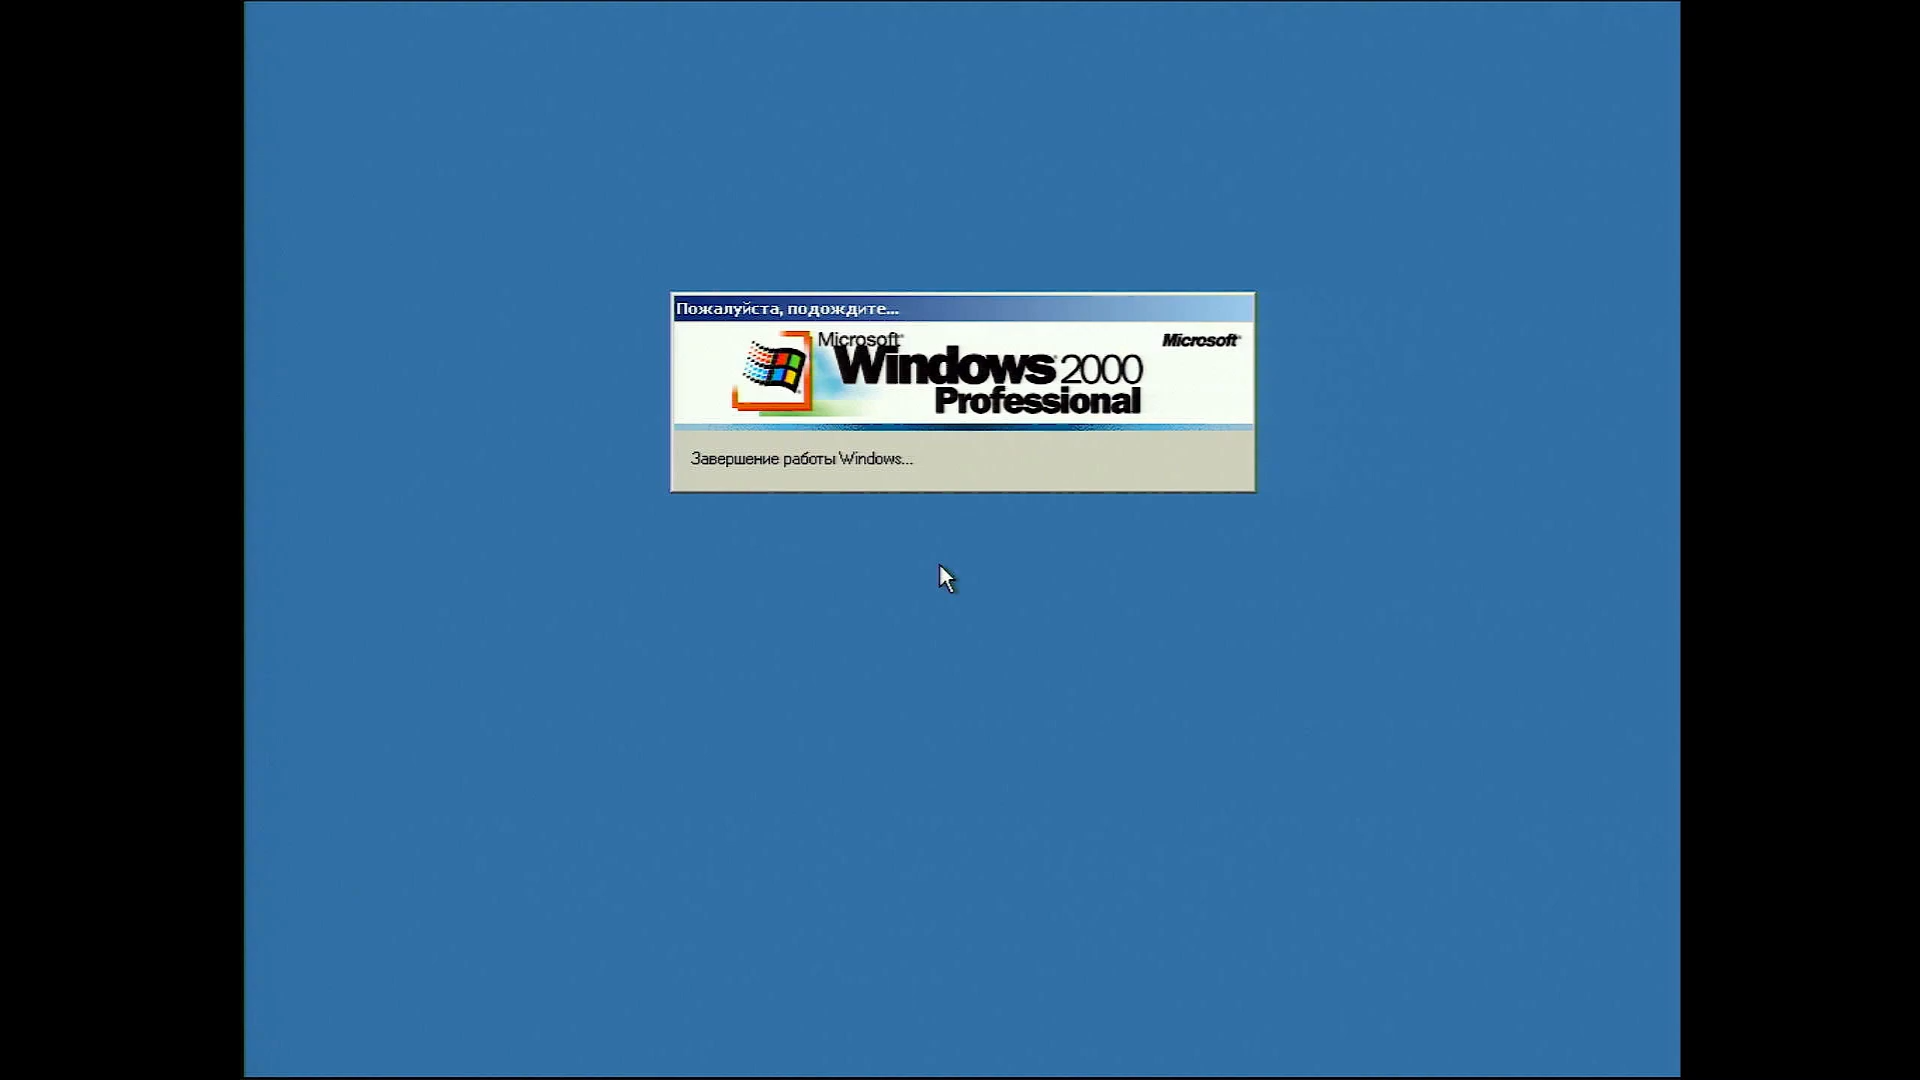 Пожалуйста, подождите...
Microsoft
Microsoft
Windows 2000
Professional
Завершение работы Windows...